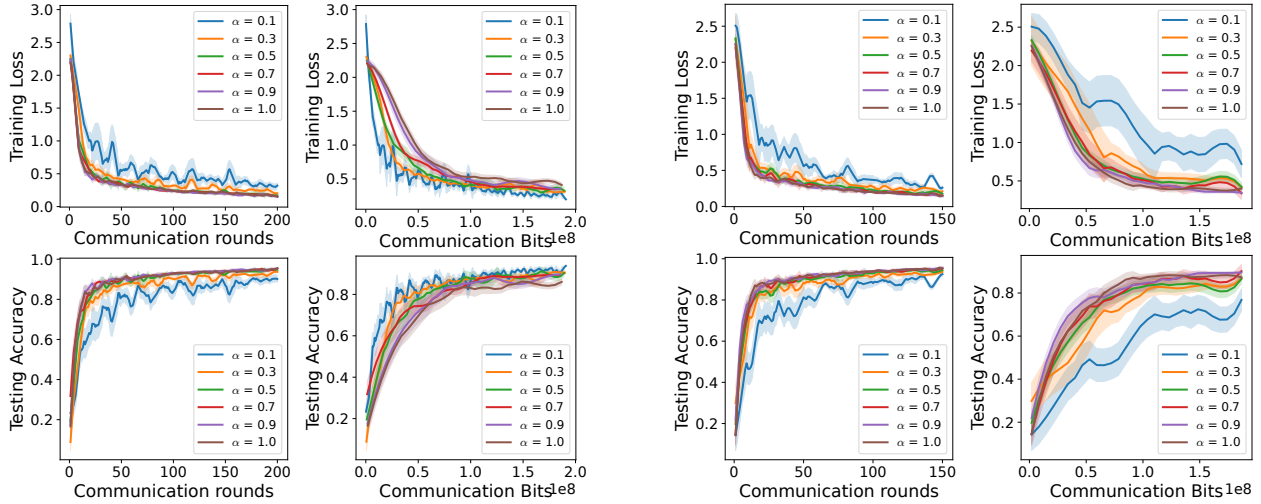 Training Loss
3.0
2.5
2.0
1.5
1.0
0.5
0.0
α = 0.1
α = 0.3
α = 0.5
α = 0.7
α = 0.9
α = 1.0
0 50 100 150 200
Communication rounds
Training Loss
3.0
2.5
2.0
1.5
1.0
0.5
α = 0.1
α = 0.3
α = 0.5
α = 0.7
α = 0.9
α = 1.0
0.0 0.5 1.0 1.5 2.0
1e8
Communication Bits
Training Loss
2.5
2.0
1.5
1.0
0.5
0.0
α = 0.1
α = 0.3
α = 0.5
α = 0.7
α = 0.9
α = 1.0
0 50 100 150
Communication rounds
Training Loss
2.5
2.0
1.5
1.0
0.5
α = 0.1
α = 0.3
α = 0.5
α = 0.7
α = 0.9
α = 1.0
0.0 0.5 1.0 1.5
1e8
Communication Bits
Testing Accuracy
1.0
0.8
0.6
0.4
0.2
α = 0.1
α = 0.3
α = 0.5
α = 0.7
α = 0.9
α = 1.0
0 50 100 150 200
Communication rounds
Testing Accuracy
0.8
0.6
0.4
0.2
α = 0.1
α = 0.3
α = 0.5
α = 0.7
α = 0.9
α = 1.0
0.0 0.5 1.0 1.5 2.0
1e8
Communication Bits
Testing Accuracy
1.0
0.8
0.6
0.4
0.2
α = 0.1
α = 0.3
α = 0.5
α = 0.7
α = 0.9
α = 1.0
0 50 100 150
Communication rounds
Testing Accuracy
0.8
0.6
0.4
0.2
α = 0.1
α = 0.3
α = 0.5
α = 0.7
α = 0.9
α = 1.0
0.0 0.5 1.0 1.5
1e8
Communication Bits